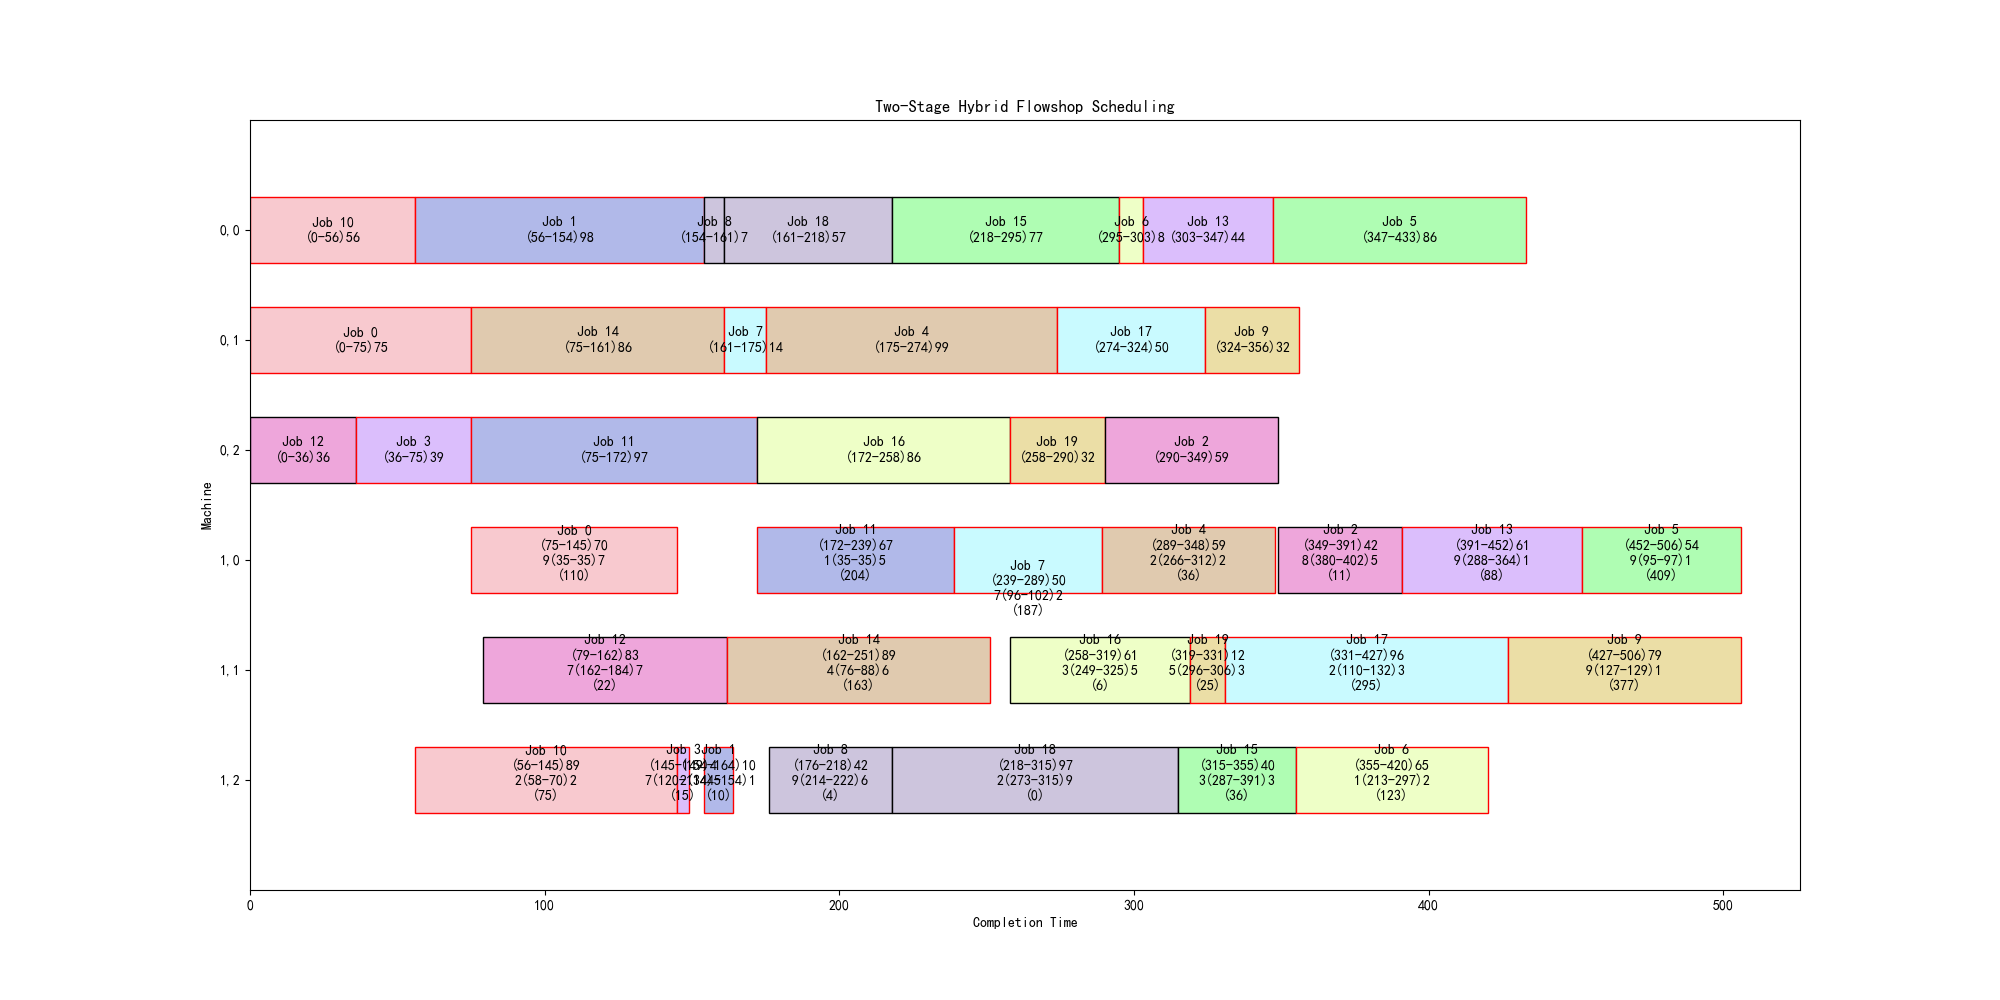 Two-Stage Hybrid Flowshop Scheduling
0,0
Job 10
(0-56)56
Job 1
(56-154)98
Job 8
(154-161)7
Job 18
(161-218)57
Job 15
(218-295)77
Job 6
(295-303)8
Job 13
(303-347)44
Job 5
(347-433)86
0,1
Job 0
(0-75)75
Job 14
(75-161)86
Job 7
(161-175)14
Job 4
(175-274)99
Job 17
(274-324)50
Job 9
(324-356)32
0,2
Job 12
(0-36)36
Job 3
(36-75)39
Job 11
(75-172)97
Job 16
(172-258)86
Job 19
(258-290)32
Job 2
(290-349)59
Machine
1,0
Job 0
(75-145)70
9(35-35)7
(110)
Job 11
(172-239)67
1(35-35)5
(204)
Job 7
(239-289)50
7(96-102)2
(187)
Job 4
(289-348)59
2(266-312)2
(36)
Job 2
(349-391)42
8(380-402)5
(11)
Job 13
(391-452)61
9(288-364)1
(88)
Job 5
(452-506)54
9(95-97)1
(409)
1,1
Job 12
(79-162)83
7(162-184)7
(22)
Job 14
(162-251)89
4(76-88)6
(163)
Job 16
(258-319)61
3(249-325)5
(6)
Job 19
(319-331)12
5(296-306)3
(25)
Job 17
(331-427)96
2(110-132)3
(295)
Job 9
(427-506)79
9(127-129)1
(377)
1,2
Job 10
(56-145)89
2(58-70)2
(75)
Job 3
(145-149)4
(15)
Job 1
(154-164)10
(10)
Job 8
(176-218)42
9(214-222)6
(4)
Job 18
(218-315)97
2(273-315)9
(0)
Job 15
(315-355)40
3(287-391)3
(36)
Job 6
(355-420)65
1(213-297)2
(123)
0
100
200
300
400
500
Completion Time